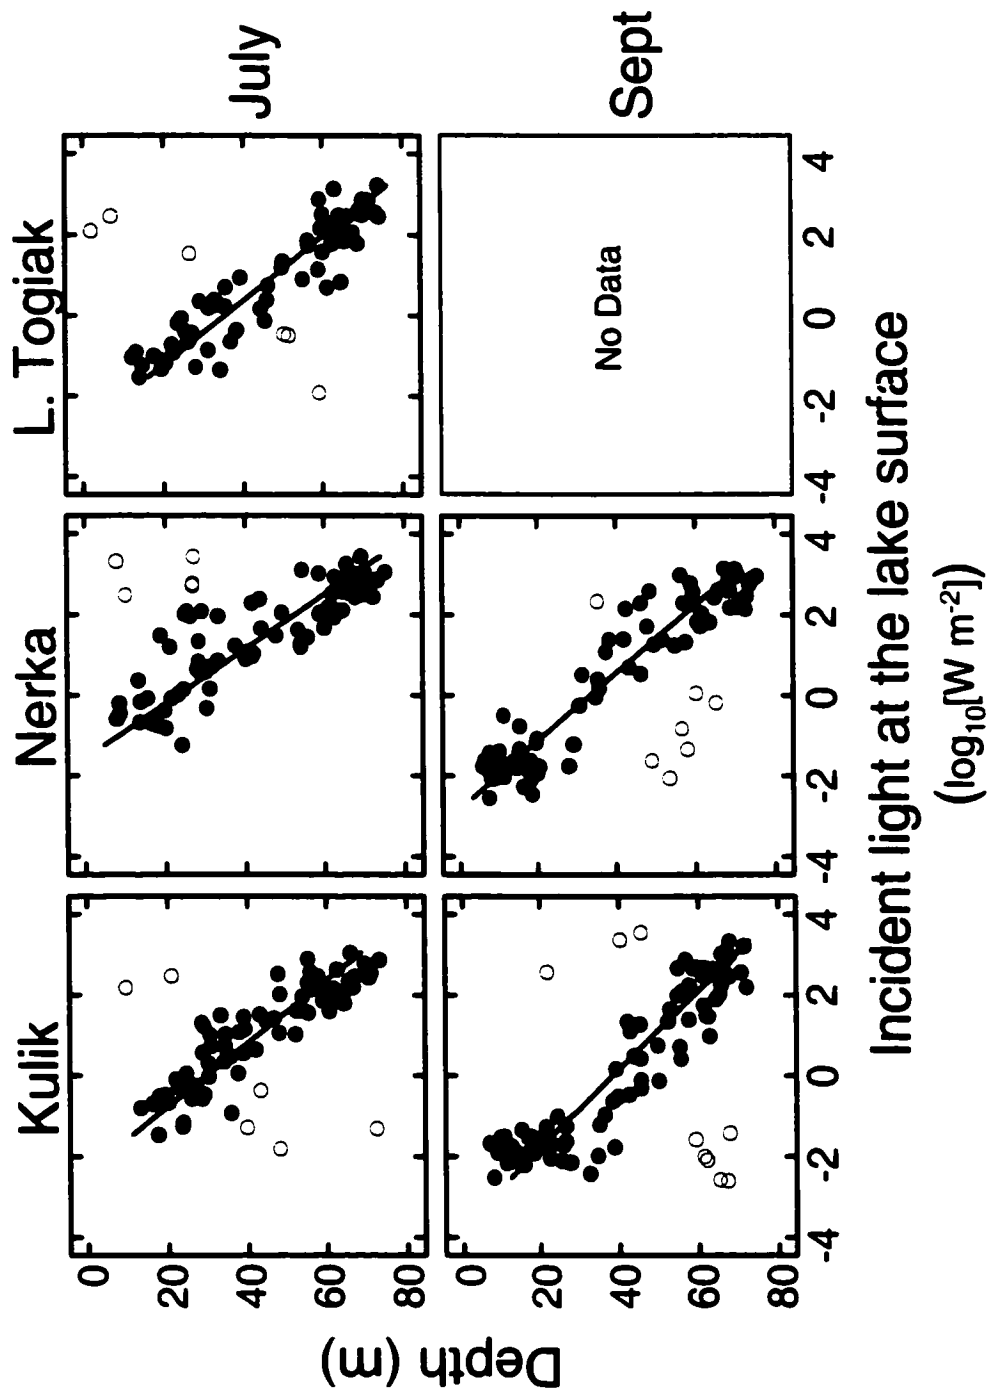 Kulik Nerka L. Togiak
July
Sept
No Data
Depth (m)
0 20 40 60 80
0 20 40 60 80
-4 -2 0 2 4 -4 -2 0 2 4 -4 -2 0 2 4
Incident light at the lake surface
(log10[W m-2])